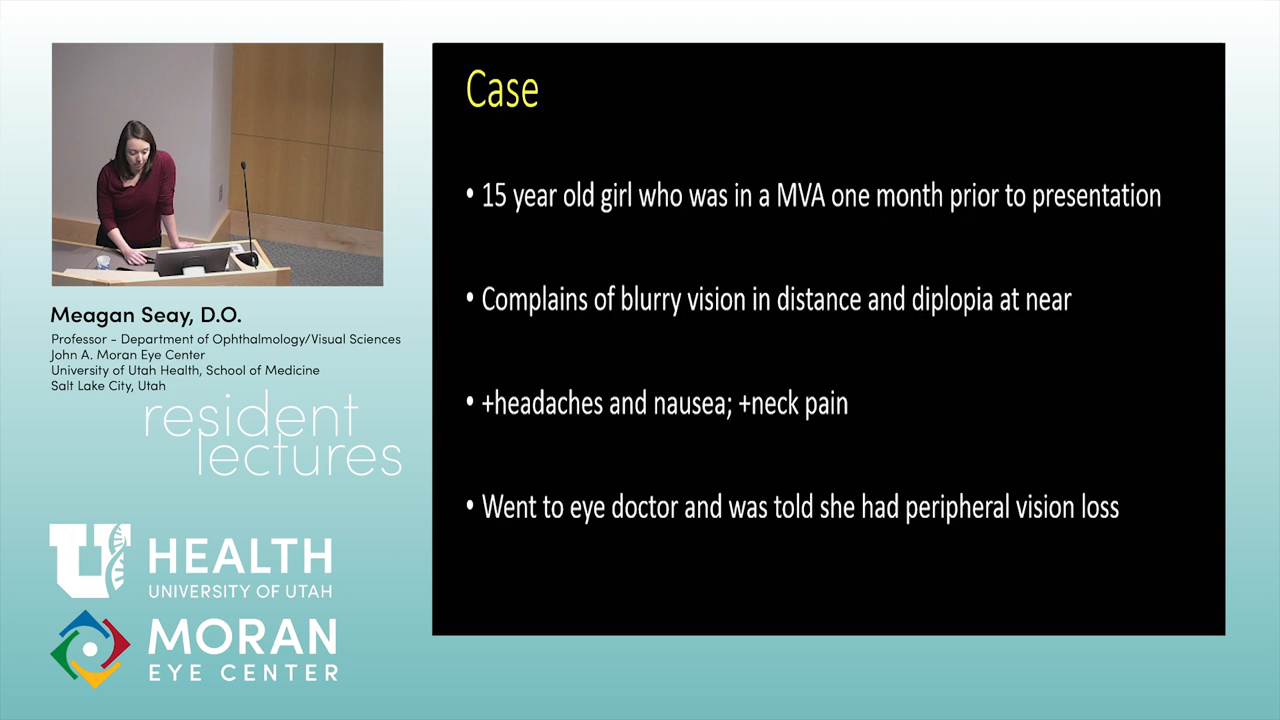 Case
• 15 year old girl who was in a MVA one month prior to presentation
• Complains of blurry vision in distance and diplopia at near
• +headaches and nausea; +neck pain
• Went to eye doctor and was told she had peripheral vision loss
Meagan Seay, D.O.
Professor - Department of Ophthalmology/Visual Sciences
John A. Moran Eye Center
University of Utah Health, School of Medicine
Salt Lake City, Utah
resident
lectures
U HEALTH
UNIVERSITY OF UTAH
MORAN
EYE CENTER